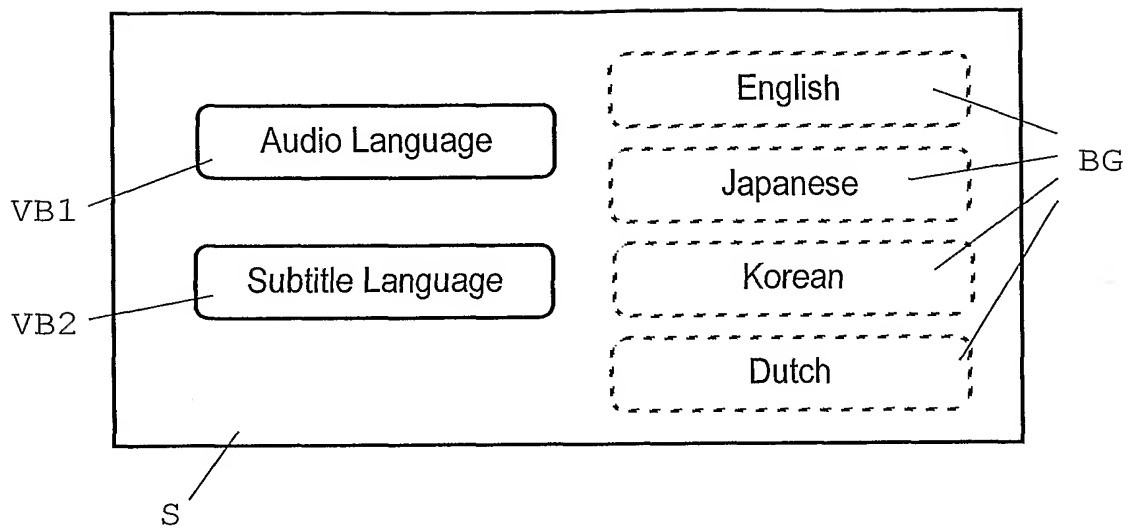 English
Audio Language
Japanese
BG
VB1
Subtitle Language
Korean
VB2
Dutch
S